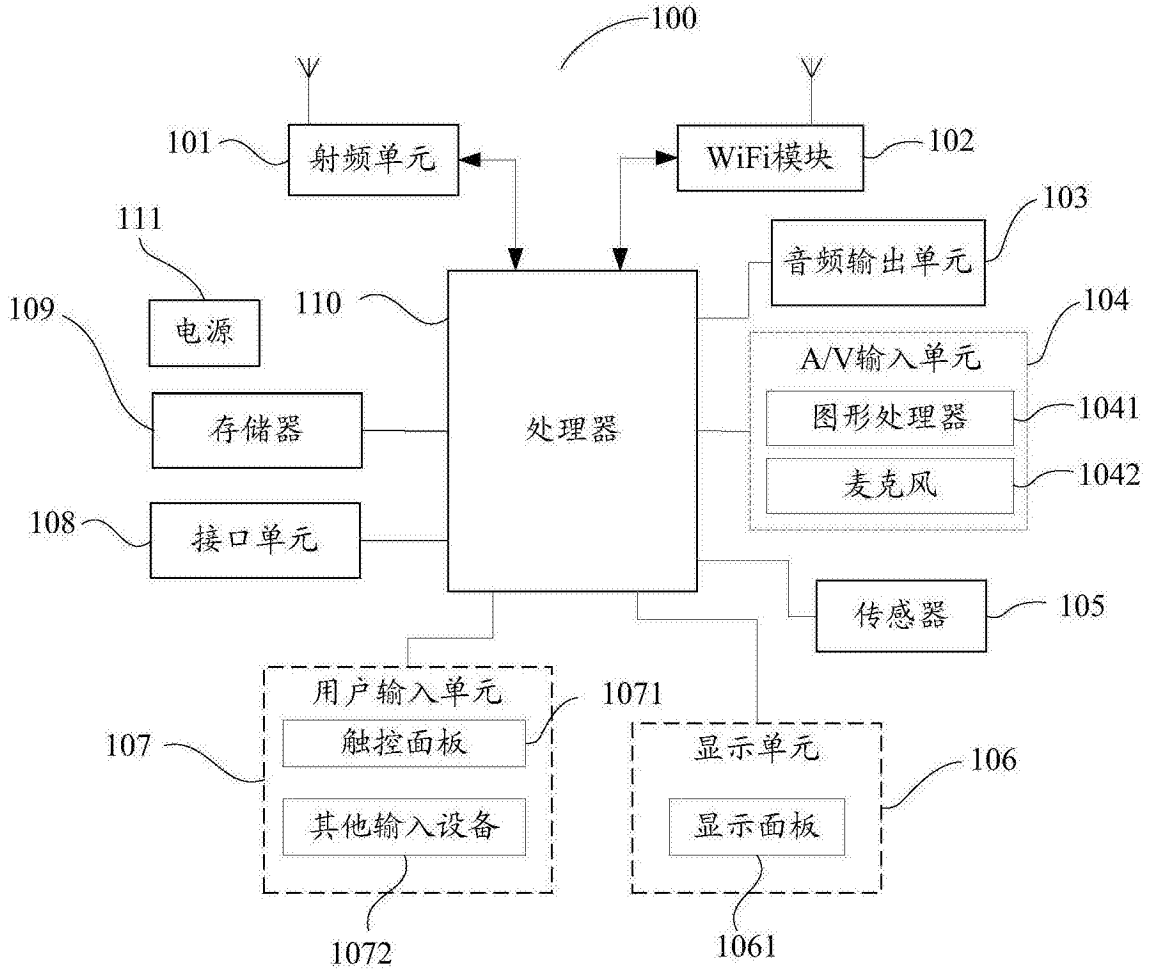 100
101
射频单元
WiFi模块
102
103
音频输出单元
111
电源
110
109
存储器
处理器
104
A/V输入单元
图形处理器
1041
麦克风
1042
108
接口单元
传感器
105
用户输入单元
1071
触控面板
107
其他输入设备
1072
显示单元
106
显示面板
1061